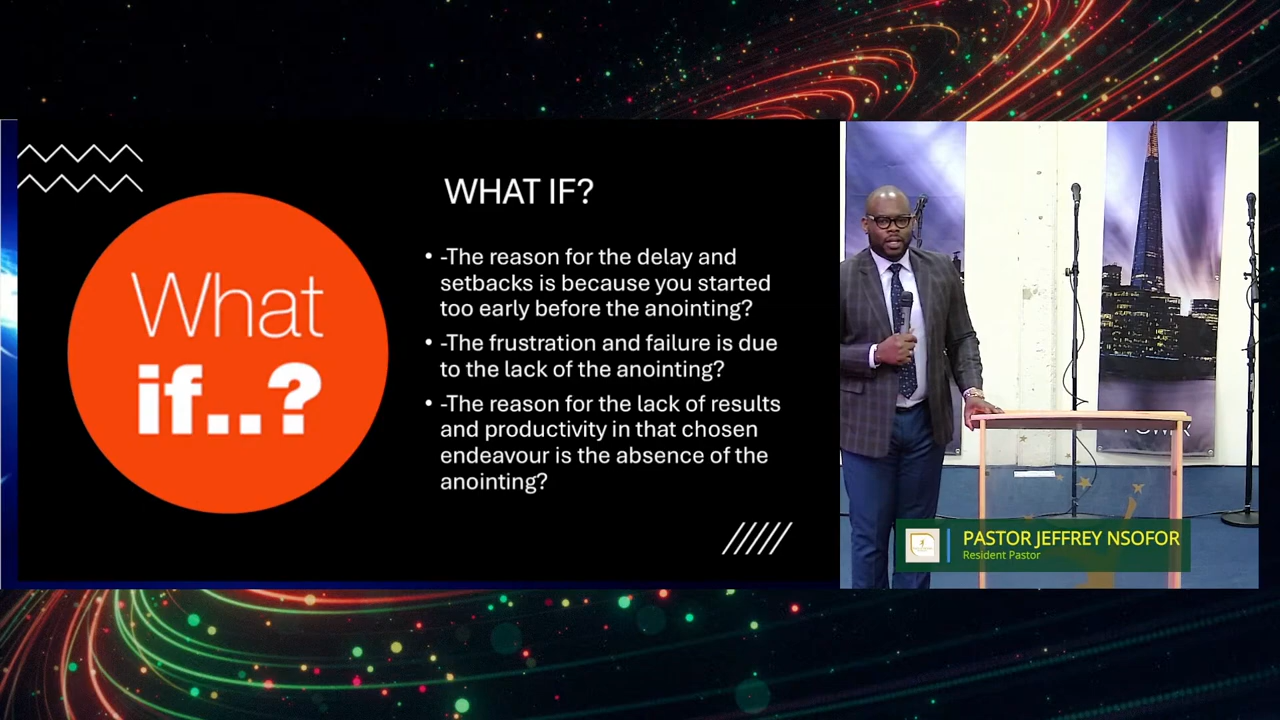 What
if..?
WHAT IF?
• -The reason for the delay and
setbacks is because you started
too early before the anointing?
• -The frustration and failure is due
to the lack of the anointing?
• -The reason for the lack of results
and productivity in that chosen
endeavour is the absence of the
anointing?
PASTOR JEFFREY NSOFOR
Resident Pastor